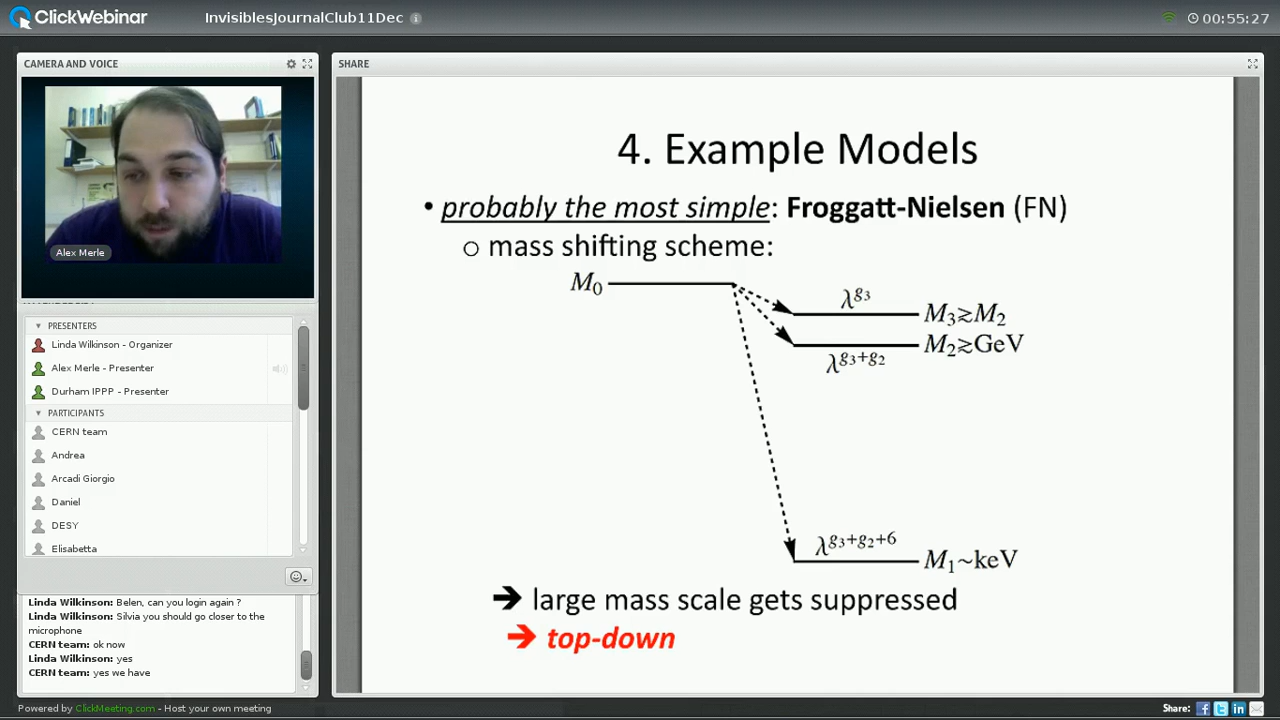 ClickWebinar
InvisiblesJournalClub11Dec
00:55:27
CAMERA AND VOICE
Alex Merle
PRESENTERS
Linda Wilkinson - Organizer
Alex Merle - Presenter
Durham IPPP - Presenter
PARTICIPANTS
CERN team
Andrea
Arcadi Giorgio
Daniel
DESY
Elisabetta
Linda Wilkinson: Belen, can you login again ?
Linda Wilkinson: Silvia you should go closer to the
microphone
CERN team: ok now
Linda Wilkinson: yes
CERN team: yes we have
SHARE
4. Example Models
• probably the most simple: Froggatt-Nielsen (FN)
o mass shifting scheme:
M₀
λ^g₃
M₃≳M₂
M₂≳GeV
λ^g₃+g₂
λ^g₃+g₂+6
M₁~keV
➔ large mass scale gets suppressed
➔ top-down
Powered by ClickMeeting.com - Host your own meeting
Share: